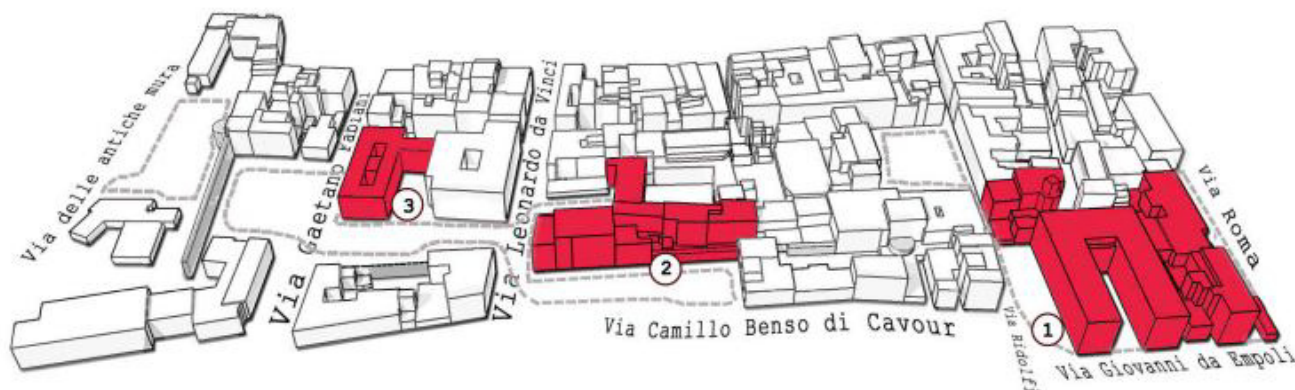 Via delle antiche mura
Via Gaetano Fabiani
3
Via Leonardo da Vinci
2
Via Camillo Benso di Cavour
Via Ridolfi
1
Via Giovanni da Empoli
Via Roma